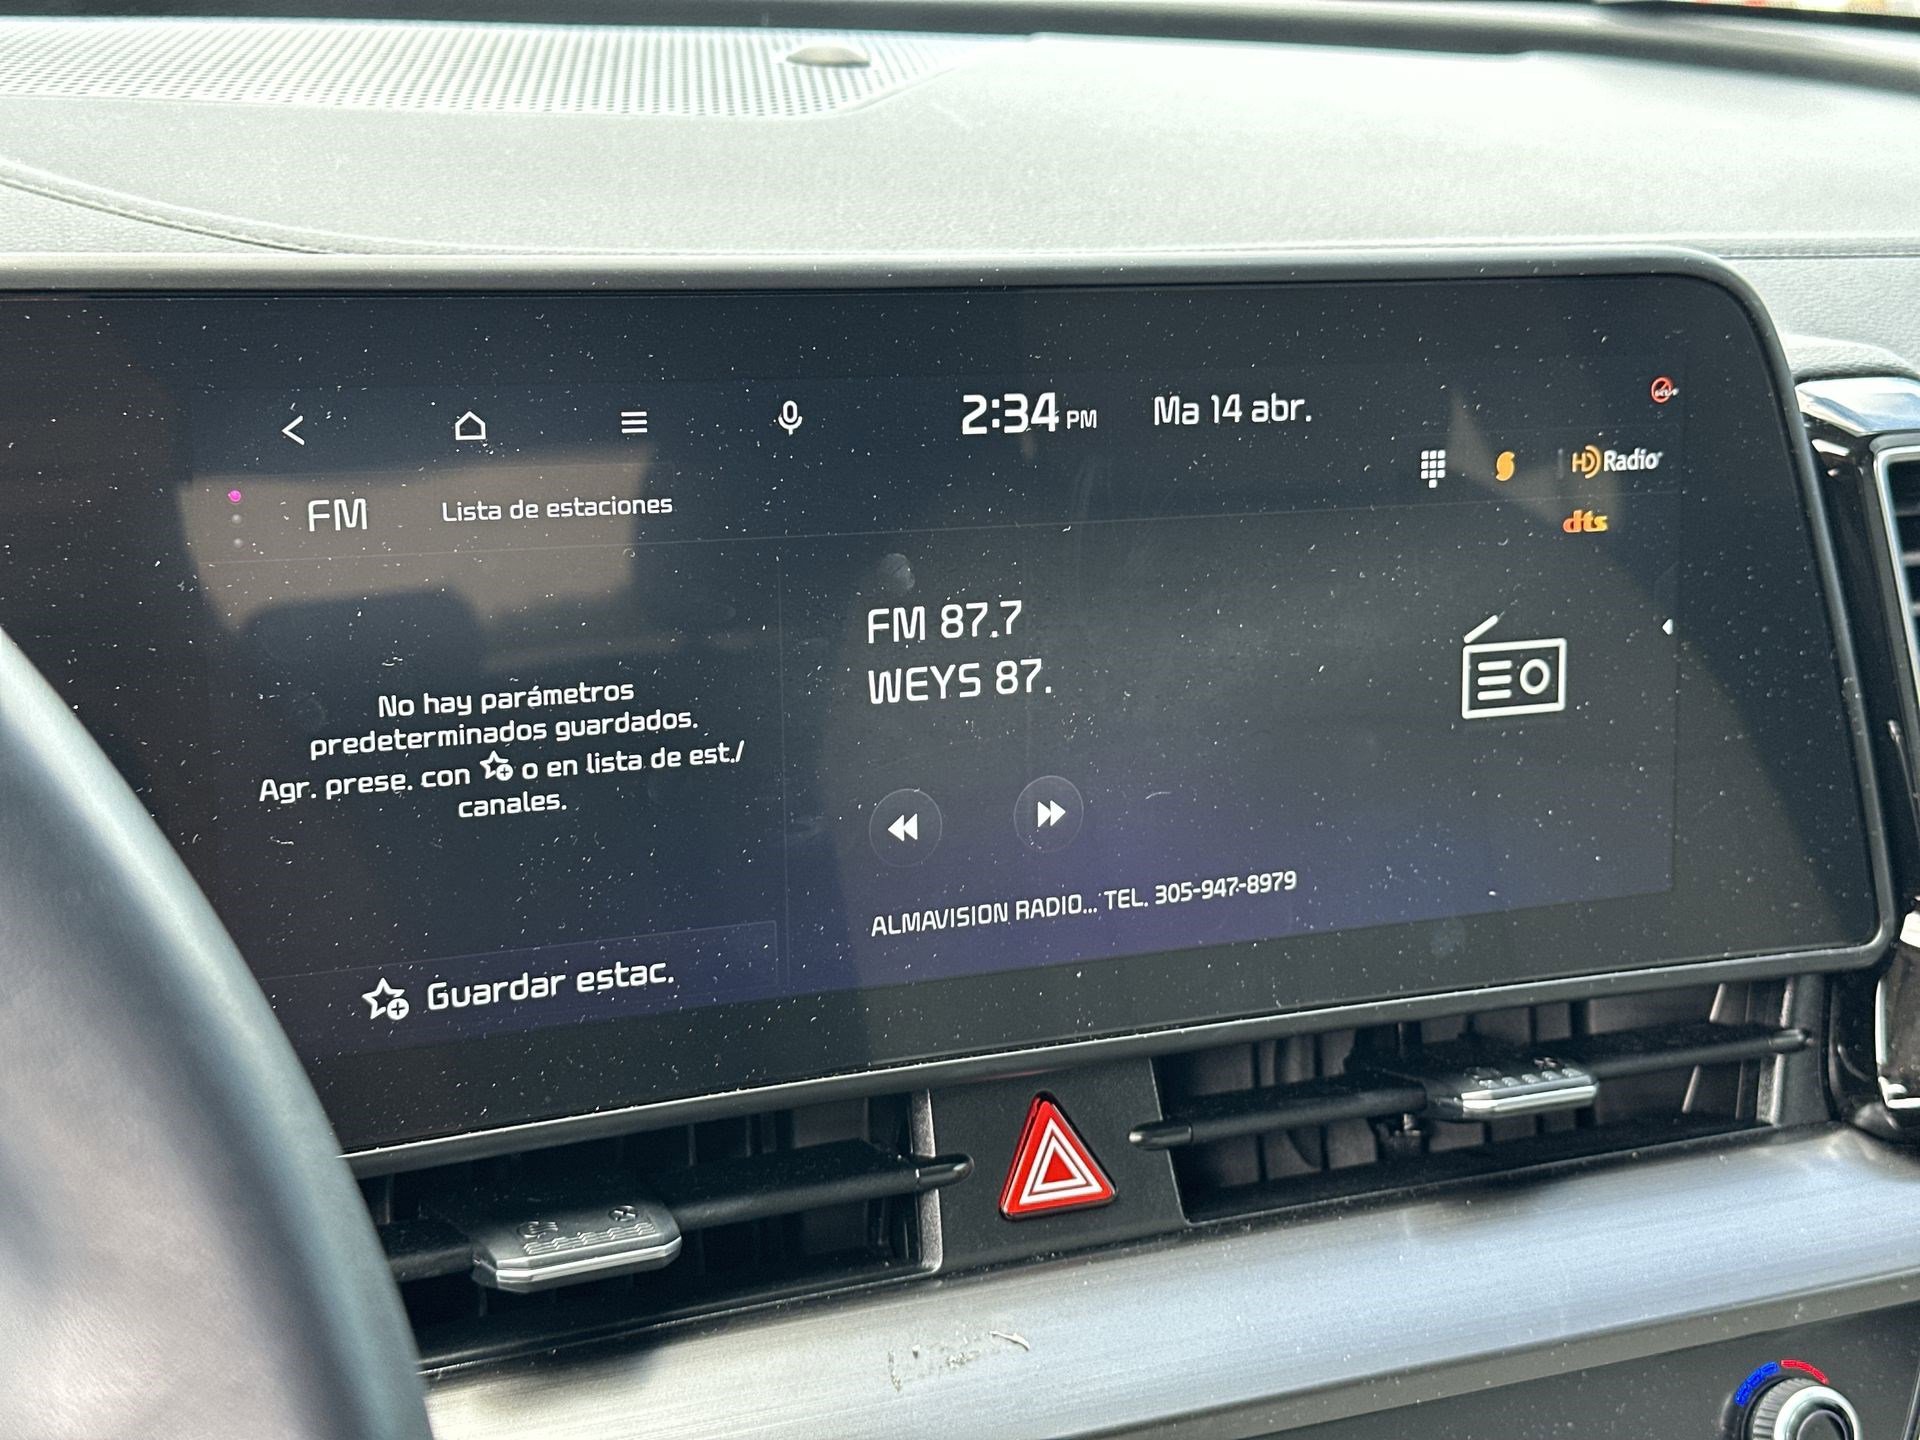 2:34 PM Ma 14 abr.
HD Radio
dts
FM Lista de estaciones
FM 87.7
WEYS 87.
No hay parámetros
predeterminados guardados.
Agr. prese. con o en lista de est./
canales.
ALMAVISION RADIO... TEL. 305-947-8979
Guardar estac.